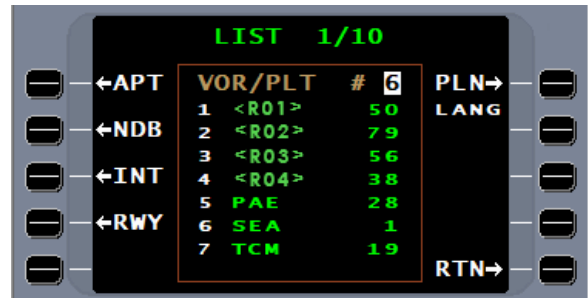 LIST 1/10
←APT VOR/PLT # 6 PLN→
1 <R01> 50 LANG
←NDB 2 <R02> 79
3 <R03> 56
←INT 4 <R04> 38
5 PAE 28
←RWY 6 SEA 1
7 TCM 19
RTN→